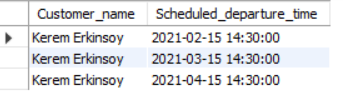 Customer_name Scheduled_departure_time
Kerem Erkinsoy 2021-02-15 14:30:00
Kerem Erkinsoy 2021-03-15 14:30:00
Kerem Erkinsoy 2021-04-15 14:30:00